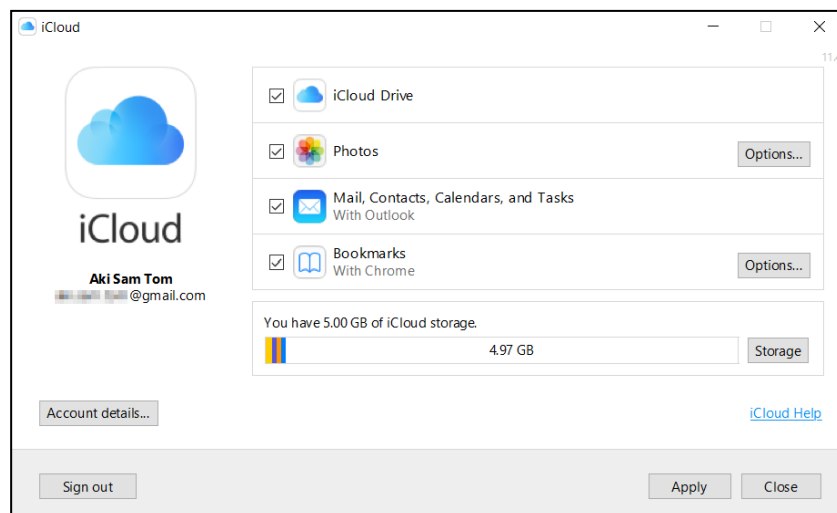 iCloud
11/
iCloud Drive
Photos
Options...
Mail, Contacts, Calendars, and Tasks
With Outlook
Bookmarks
With Chrome
Options...
iCloud
Aki Sam Tom
@gmail.com
You have 5.00 GB of iCloud storage.
4.97 GB
Storage
Account details...
iCloud Help
Sign out
Apply
Close